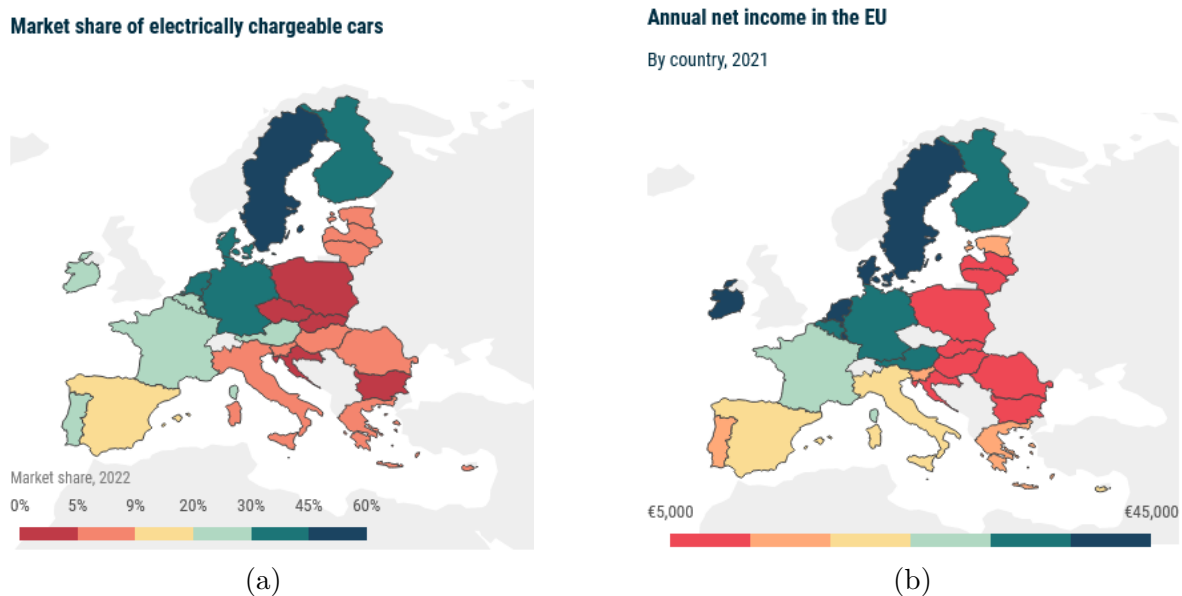 Market share of electrically chargeable cars
Market share, 2022
0% 5% 9% 20% 30% 45% 60%
(a)
Annual net income in the EU
By country, 2021
€5,000 €45,000
(b)